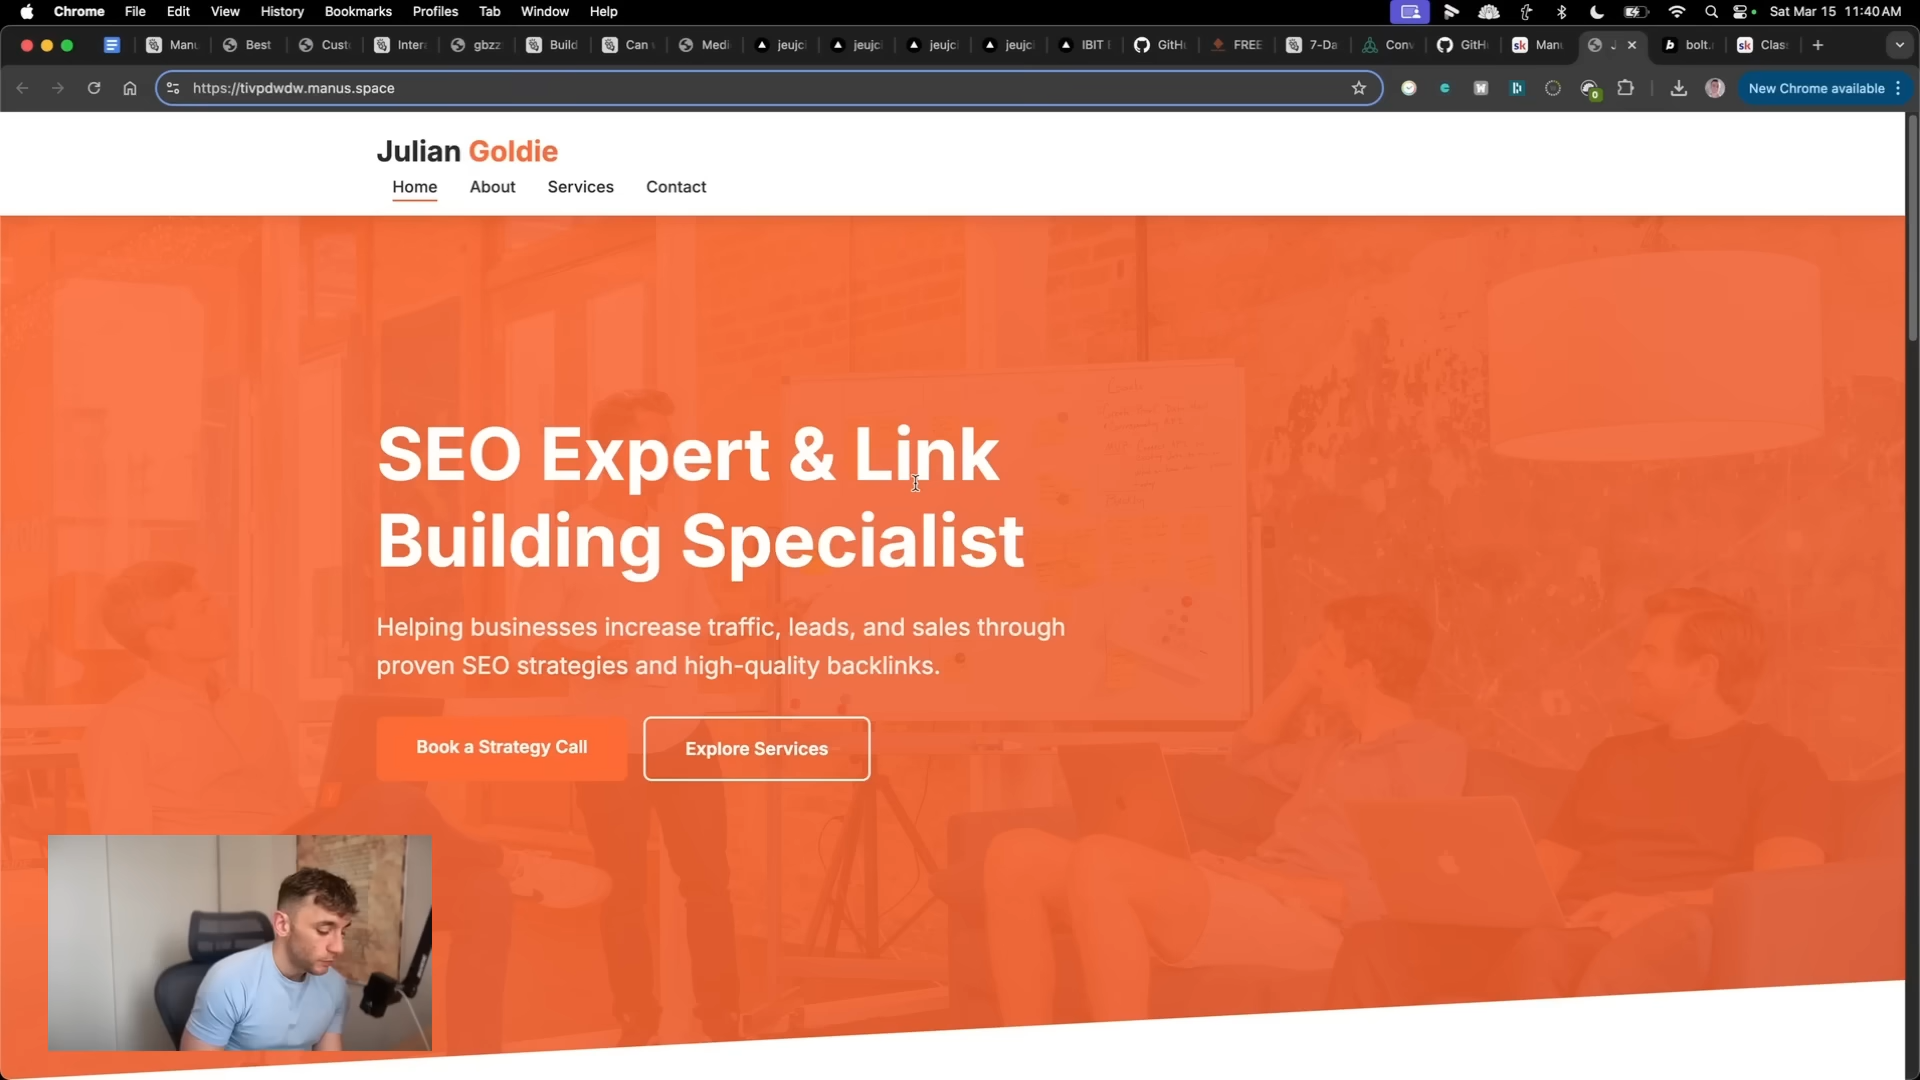 Chrome File Edit View History Bookmarks Profiles Tab Window Help Sat Mar 15 11:40 AM
Manu Best Cust Inter gbzz Build Can Medi jeujc jeujc jeujc jeujc IBIT GitHu FREE 7-Da Conv GitHu Manu J bolt. Clas
https://tivpdwdw.manus.space New Chrome available
Julian Goldie
Home About Services Contact
SEO Expert & Link
Building Specialist
Helping businesses increase traffic, leads, and sales through
proven SEO strategies and high-quality backlinks.
Book a Strategy Call Explore Services